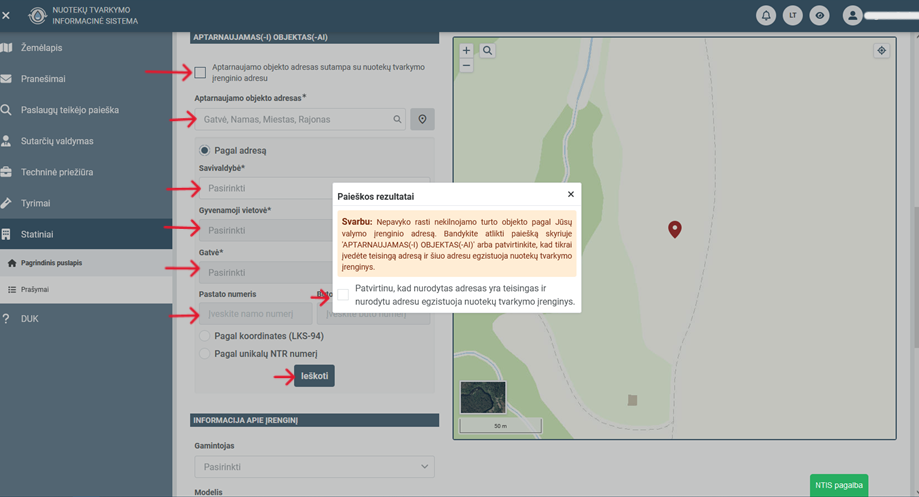 NUOTEKŲ TVARKYMO
INFORMACINĖ SISTEMA
LT
Žemėlapis
Pranešimai
Paslaugų teikėjo paieška
Sutarčių valdymas
Techninė priežiūra
Tyrimai
Statiniai
Pagrindinis puslapis
Prašymai
DUK
APTARNAUJAMAS(-I) OBJEKTAS(-AI)
Aptarnaujamo objekto adresas sutampa su nuotekų tvarkymo
įrenginio adresu
Aptarnaujamo objekto adresas*
Gatvė, Namas, Miestas, Rajonas
Pagal adresą
Savivaldybė*
Pasirinkti
Gyvenamoji vietovė*
Pasirinkti
Gatvė*
Pasirinkti
Pastato numeris
Įveskite namo numerį
Įveskite buto numerį
Pagal koordinates (LKS-94)
Pagal unikalų NTR numerį
Ieškoti
INFORMACIJA APIE ĮRENGINĮ
Gamintojas
Pasirinkti
Modelis
Paieškos rezultatai
Svarbu: Nepavyko rasti nekilnojamo turto objekto pagal Jūsų
valymo įrenginio adresą. Bandykite atlikti paiešką skyriuje
'APTARNAUJAMAS(-I) OBJEKTAS(-AI)' arba patvirtinkite, kad tikrai
įvedėte teisingą adresą ir šiuo adresu egzistuoja nuotekų tvarkymo
įrenginys.
Patvirtinu, kad nurodytas adresas yra teisingas ir
nurodytu adresu egzistuoja nuotekų tvarkymo įrenginys.
50 m
NTIS pagalba